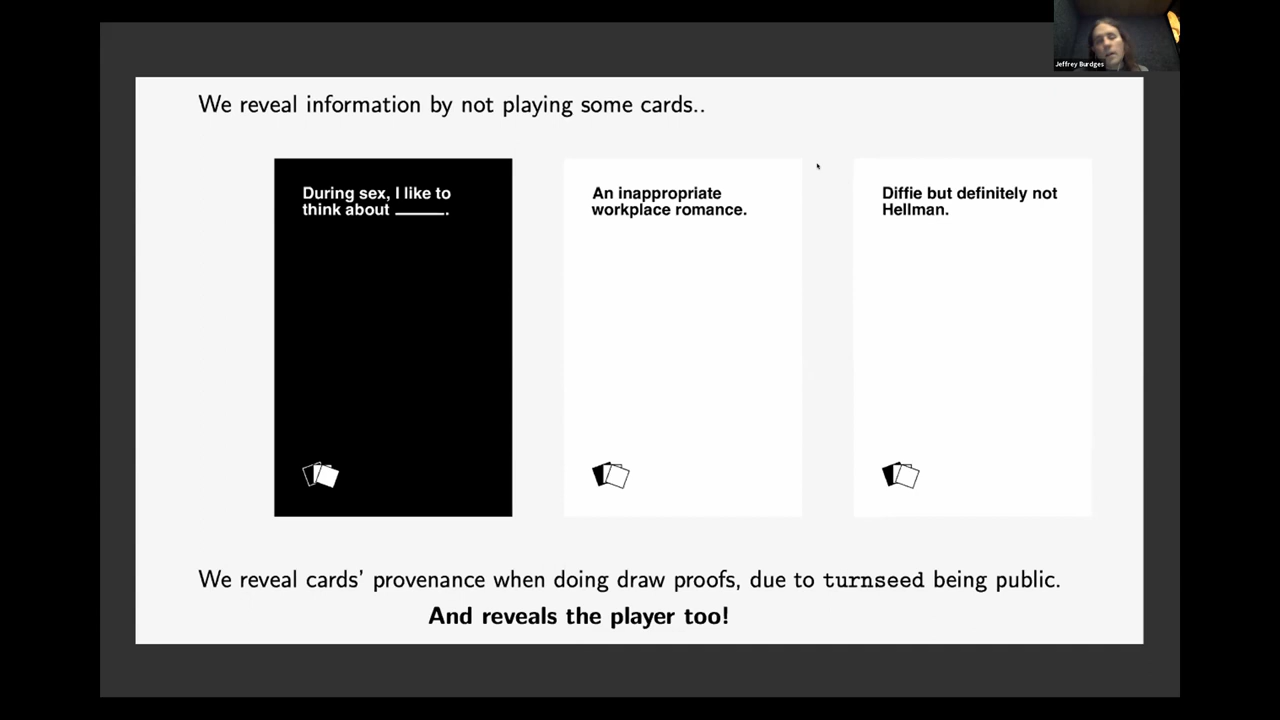 Jeffrey Burdges
We reveal information by not playing some cards..
During sex, I like to
think about ______.
An inappropriate
workplace romance.
Diffie but definitely not
Hellman.
We reveal cards' provenance when doing draw proofs, due to turnseed being public.
And reveals the player too!